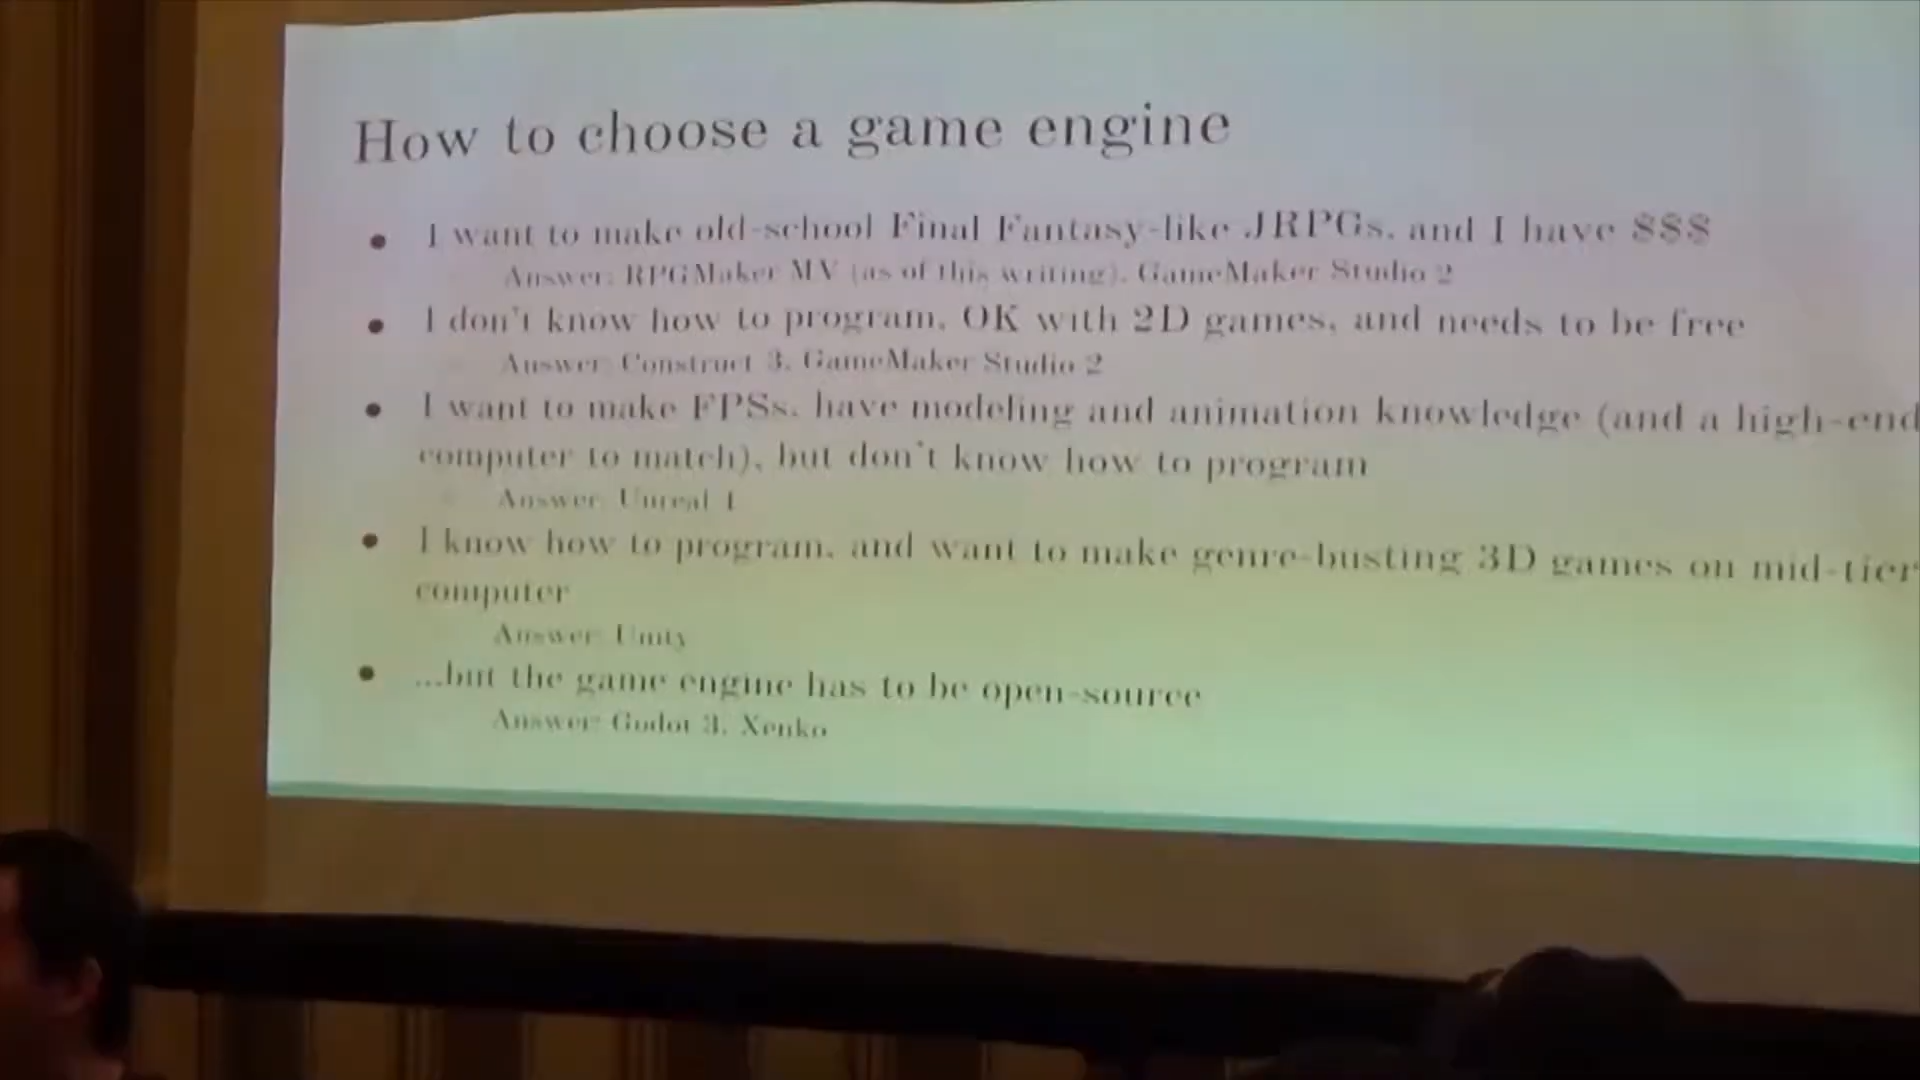 How to choose a game engine
• I want to make old-school Final Fantasy-like JRPGs, and I have $$$
Answer: RPGMaker MV (as of this writing), GameMaker Studio 2
• I don't know how to program, OK with 2D games, and needs to be free
Answer: Construct 3, GameMaker Studio 2
• I want to make FPSs, have modeling and animation knowledge (and a high-end
computer to match), but don't know how to program
Answer: Unreal 4
• I know how to program, and want to make genre-busting 3D games on mid-tier
computer
Answer: Unity
• ...but the game engine has to be open-source
Answer: Godot 3, Xenko